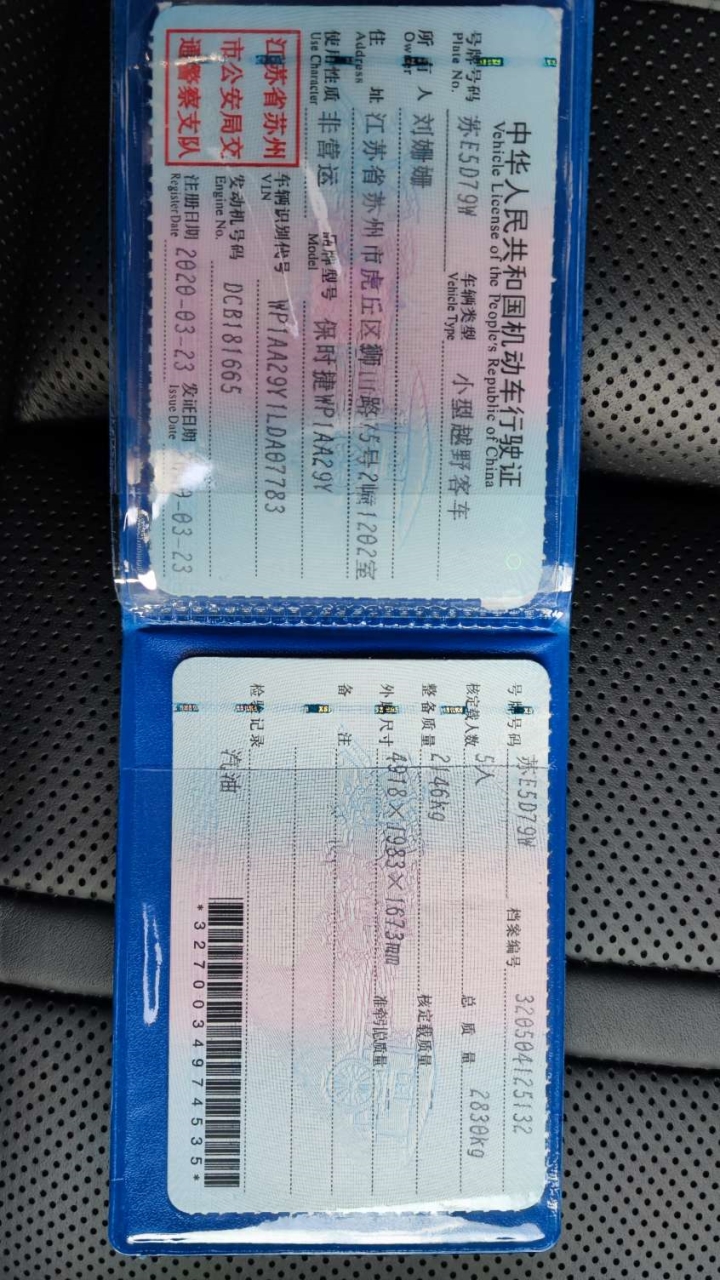 中华人民共和国机动车行驶证
Vehicle License of the People's Republic of China
号牌号码 苏E5D79W 车辆类型 小型越野客车
Plate No. Vehicle Type
所有人 刘姗姗
Owner
住址 江苏省苏州市虎丘区狮山路75号2幢1202室
Address
使用性质 非营运 品牌型号 保时捷WP1AA29Y
Use Character Model
江苏省苏州
市公安局交
通警察支队
车辆识别代号 WP1AA29Y1LDA07783
VIN
发动机号码 DCB181665
Engine No.
注册日期 2020-03-23 发证日期 -03-23
Register Date Issue Date
号牌号码 苏E5D79W 档案编号 320504125132
核定载人数 5人 总质量 2830kg
整备质量 2146kg 核定载质量
外廓尺寸 4918×1983×1673mm 准牵引总质量
备注
检验记录
汽油
*3270034974535*